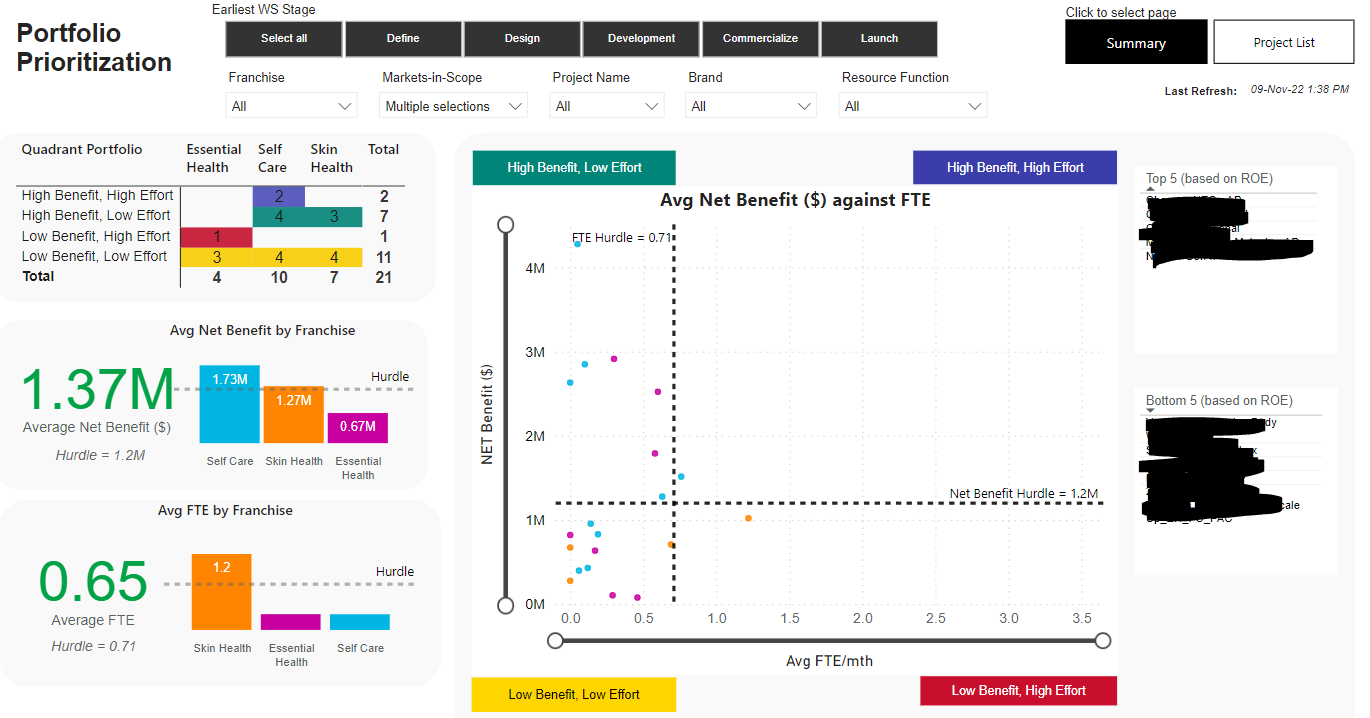 Portfolio
Prioritization
Earliest WS Stage
Select all
Define
Design
Development
Commercialize
Launch
Click to select page
Summary
Project List
Franchise
Markets-in-Scope
Project Name
Brand
Resource Function
All
Multiple selections
All
All
All
Last Refresh: 09-Nov-22 1:38 PM
Quadrant Portfolio Essential Health Self Care Skin Health Total
High Benefit, High Effort 2 2
High Benefit, Low Effort 4 3 7
Low Benefit, High Effort 1 1
Low Benefit, Low Effort 3 4 4 11
Total 4 10 7 21
Avg Net Benefit by Franchise
1.37M
Average Net Benefit ($)
Hurdle = 1.2M
Hurdle
1.73M
1.27M
0.67M
Self Care
Skin Health
Essential
Health
Avg FTE by Franchise
0.65
Average FTE
Hurdle = 0.71
Hurdle
1.2
Skin Health
Essential
Health
Self Care
High Benefit, Low Effort
High Benefit, High Effort
Avg Net Benefit ($) against FTE
FTE Hurdle = 0.71
4M
3M
2M
1M
0M
NET Benefit ($)
Net Benefit Hurdle = 1.2M
0.0 0.5 1.0 1.5 2.0 2.5 3.0 3.5
Avg FTE/mth
Low Benefit, Low Effort
Low Benefit, High Effort
Top 5 (based on ROE)
Bottom 5 (based on ROE)